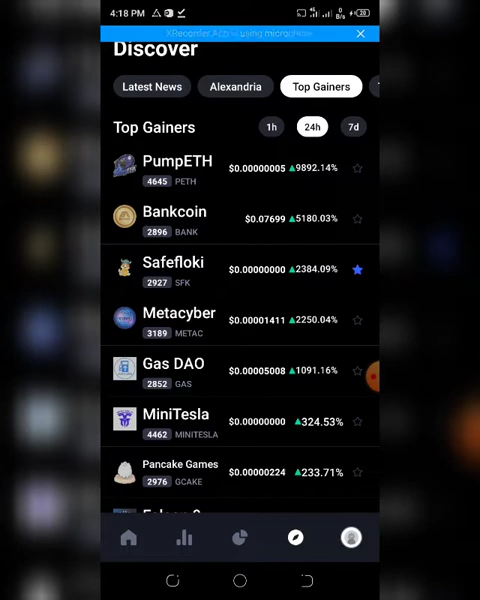 4:18 PM
0 B/s
20
using microphone
Discover
Latest News
Alexandria
Top Gainers
Top Gainers
1h
24h
7d
PumpETH
$0.00000005 ▲9892.14%
4645 PETH
Bankcoin
$0.07699 ▲5180.03%
2896 BANK
Safefloki
$0.00000000 ▲2384.09%
2927 SFK
Metacyber
$0.00001411 ▲2250.04%
3189 METAC
Gas DAO
$0.00005008 ▲1091.16%
2852 GAS
MiniTesla
$0.00000000 ▲324.53%
4462 MINITESLA
Pancake Games
$0.00000224 ▲233.71%
2976 GCAKE